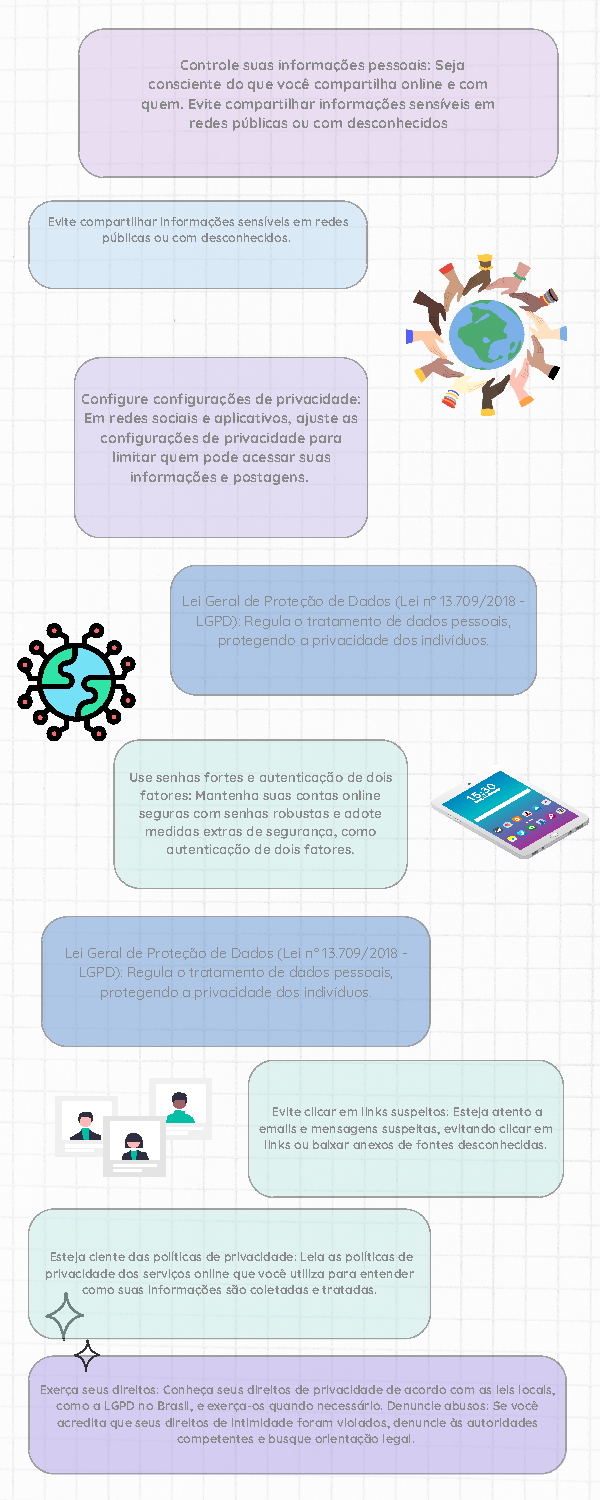 Controle suas informações pessoais: Seja
consciente do que você compartilha online e com
quem. Evite compartilhar informações sensíveis em
redes públicas ou com desconhecidos
Evite compartilhar informações sensíveis em redes
públicas ou com desconhecidos.
Configure configurações de privacidade:
Em redes sociais e aplicativos, ajuste as
configurações de privacidade para
limitar quem pode acessar suas
informações e postagens.
Lei Geral de Proteção de Dados (Lei nº 13.709/2018 -
LGPD): Regula o tratamento de dados pessoais,
protegendo a privacidade dos indivíduos.
Use senhas fortes e autenticação de dois
fatores: Mantenha suas contas online
seguras com senhas robustas e adote
medidas extras de segurança, como
autenticação de dois fatores.
15:30
Lei Geral de Proteção de Dados (Lei nº 13.709/2018 -
LGPD): Regula o tratamento de dados pessoais,
protegendo a privacidade dos indivíduos.
Evite clicar em links suspeitos: Esteja atento a
emails e mensagens suspeitas, evitando clicar em
links ou baixar anexos de fontes desconhecidas.
Esteja ciente das políticas de privacidade: Leia as políticas de
privacidade dos serviços online que você utiliza para entender
como suas informações são coletadas e tratadas.
Exerça seus direitos: Conheça seus direitos de privacidade de acordo com as leis locais,
como a LGPD no Brasil, e exerça-os quando necessário. Denuncie abusos: Se você
acredita que seus direitos de intimidade foram violados, denuncie às autoridades
competentes e busque orientação legal.